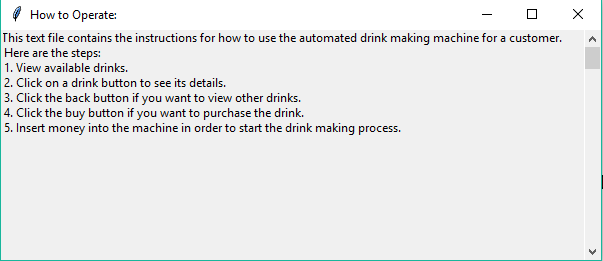 How to Operate:
This text file contains the instructions for how to use the automated drink making machine for a customer.
Here are the steps:
1. View available drinks.
2. Click on a drink button to see its details.
3. Click the back button if you want to view other drinks.
4. Click the buy button if you want to purchase the drink.
5. Insert money into the machine in order to start the drink making process.